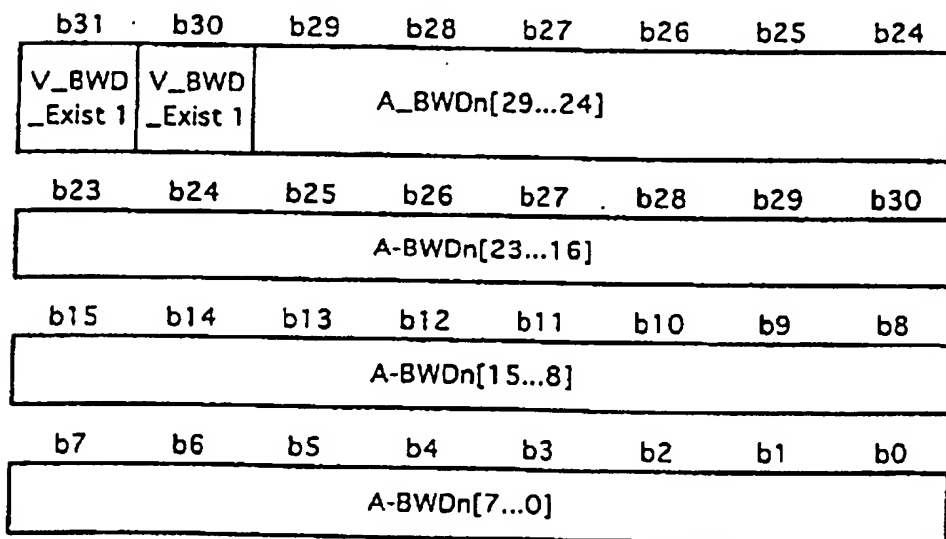 b31 b30 b29 b28 b27 b26 b25 b24
V_BWD V_BWD
_Exist 1 _Exist 1 A_BWDn[29...24]
b23 b24 b25 b26 b27 b28 b29 b30
A-BWDn[23...16]
b15 b14 b13 b12 b11 b10 b9 b8
A-BWDn[15...8]
b7 b6 b5 b4 b3 b2 b1 b0
A-BWDn[7...0]